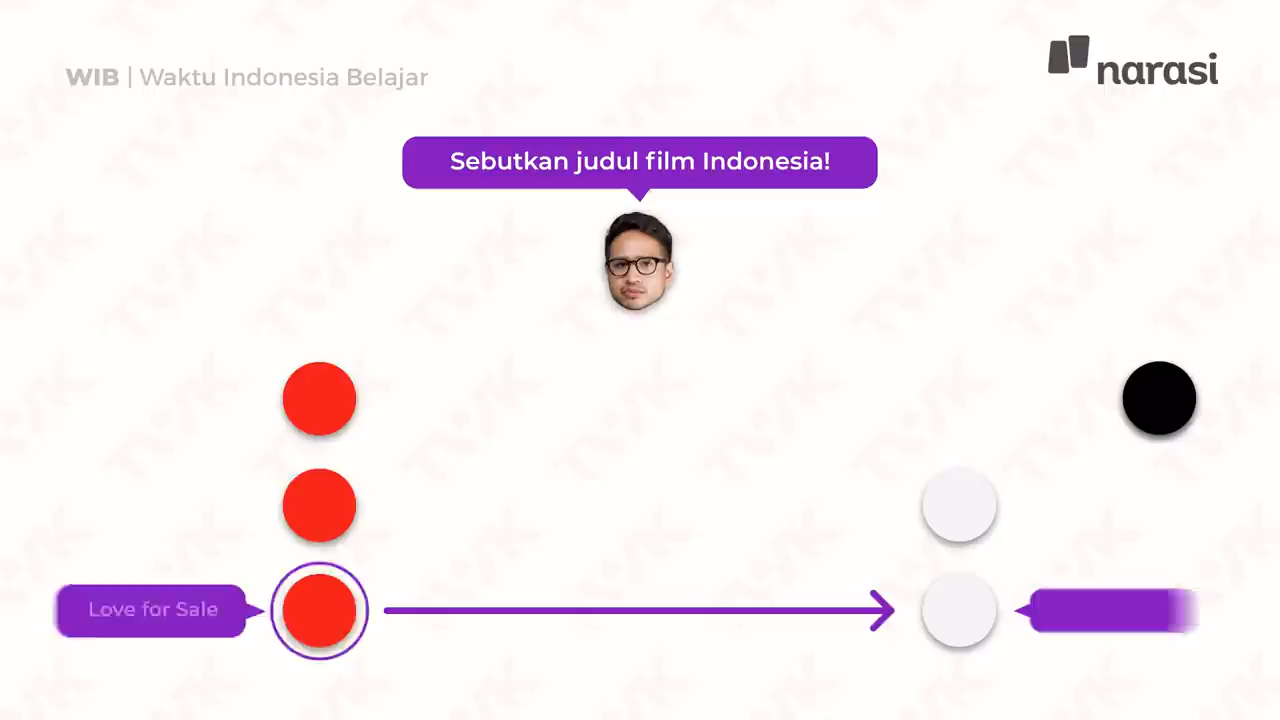 WIB | Waktu Indonesia Belajar
narasi
Sebutkan judul film Indonesia!
Love for Sale